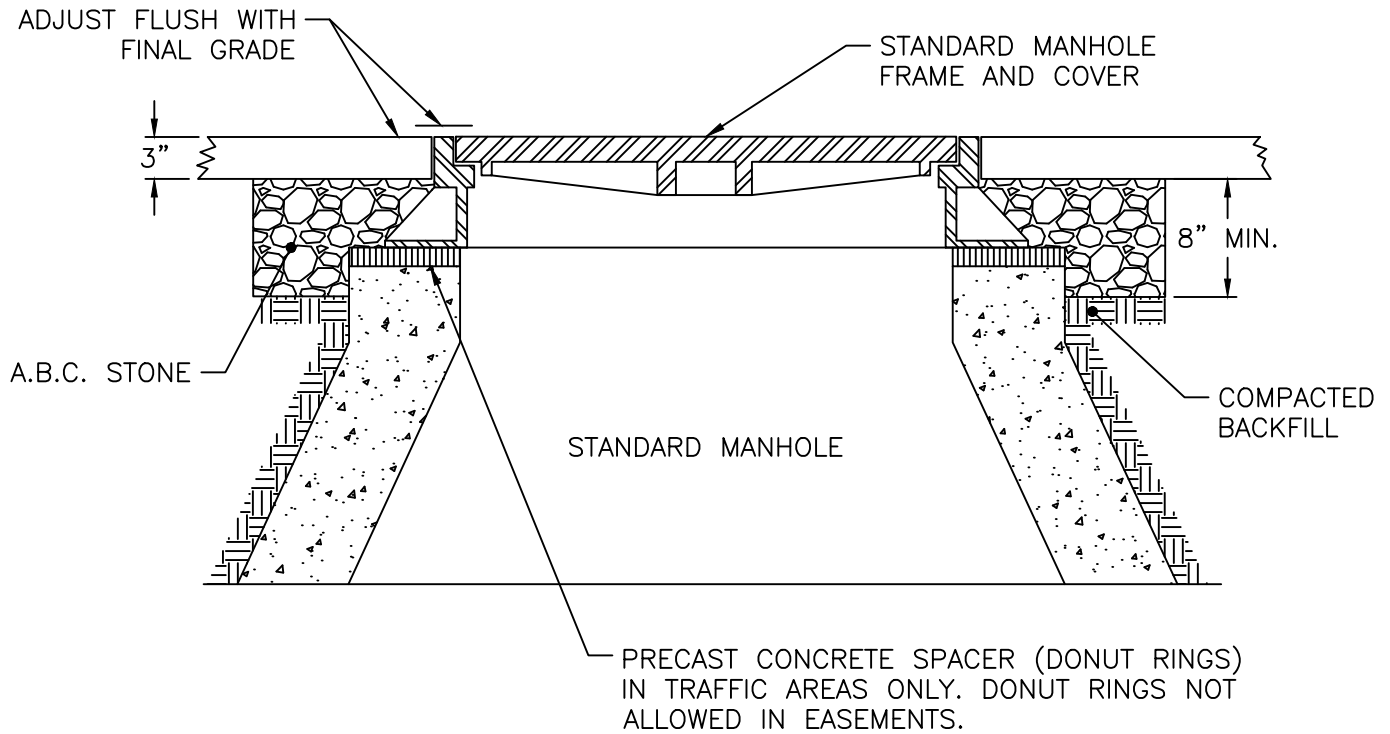 ADJUST FLUSH WITH
FINAL GRADE
STANDARD MANHOLE
FRAME AND COVER
3”
8” MIN.
A.B.C. STONE
COMPACTED
BACKFILL
STANDARD MANHOLE
PRECAST CONCRETE SPACER (DONUT RINGS)
IN TRAFFIC AREAS ONLY. DONUT RINGS NOT
ALLOWED IN EASEMENTS.